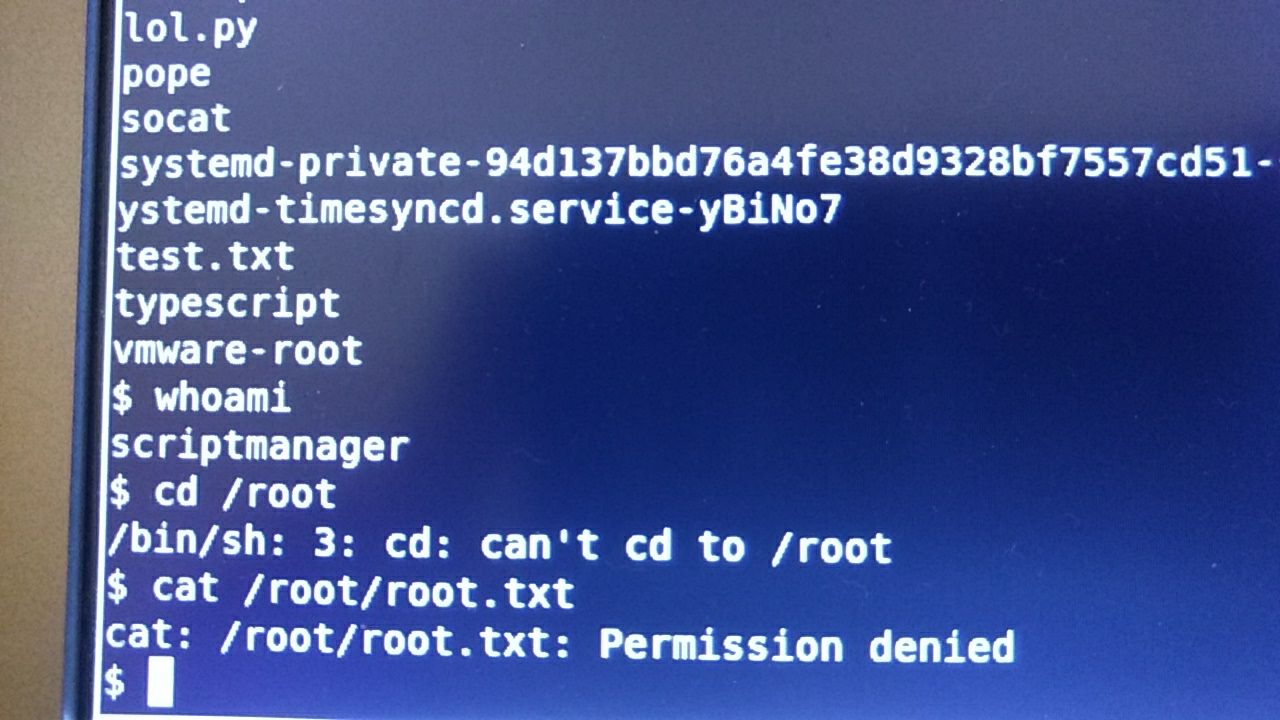 lol.py
pope
socat
systemd-private-94d137bbd76a4fe38d9328bf7557cd51-
ystemd-timesyncd.service-yBiNo7
test.txt
typescript
vmware-root
$ whoami
scriptmanager
$ cd /root
/bin/sh: 3: cd: can't cd to /root
$ cat /root/root.txt
cat: /root/root.txt: Permission denied
$